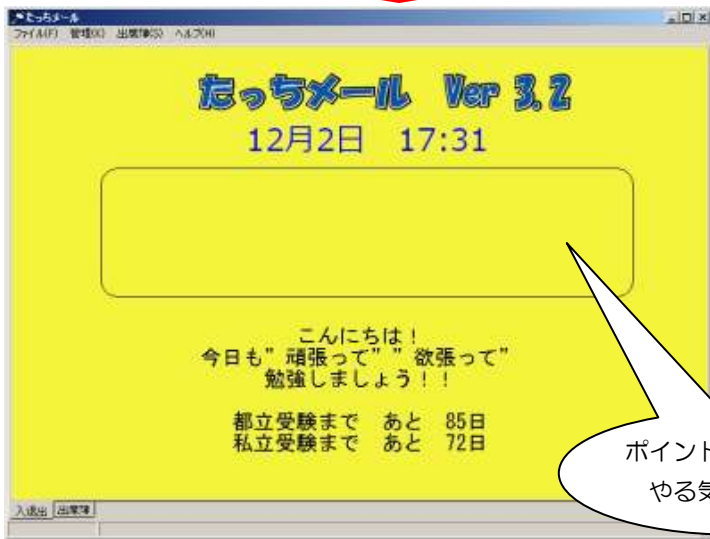 たっちメール
ファイル(F) 管理(K) 出席簿(S) ヘルプ(H)
たっちメール Ver 3.2
12月2日 17:31
こんにちは！
今日も”頑張って””欲張って”
勉強しましょう！！
都立受験まで あと 85日
私立受験まで あと 72日
ポイント
やる気
入退出 出席簿